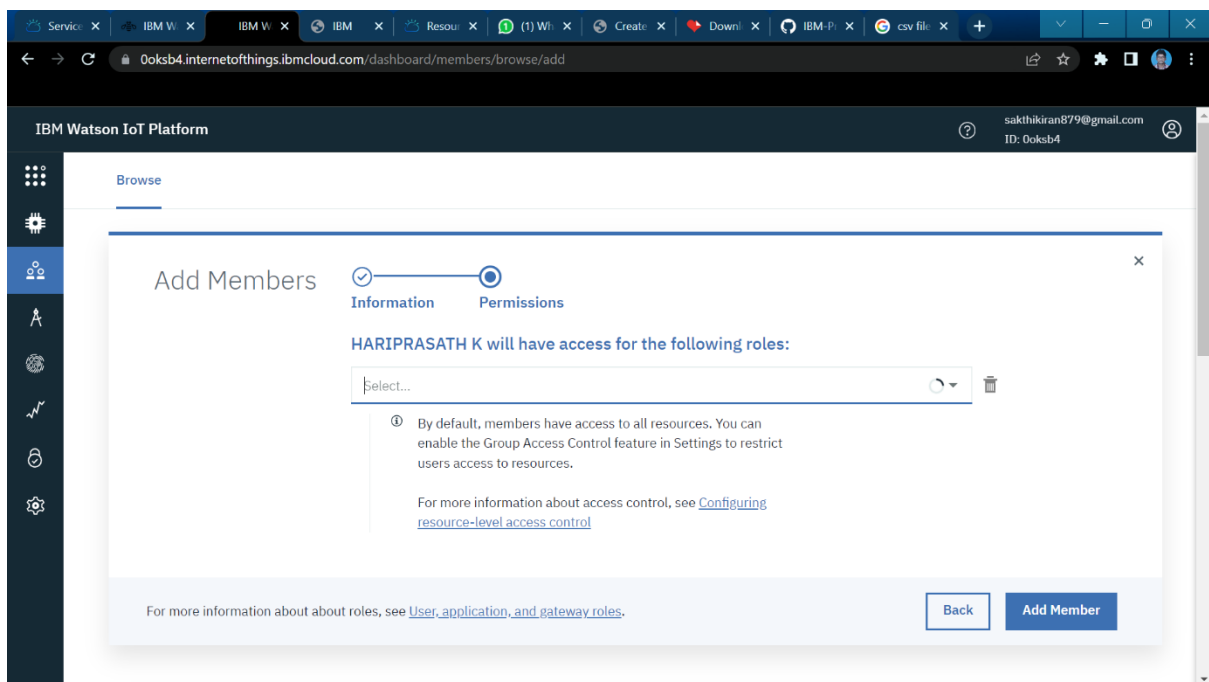 Service
IBM W
IBM W
IBM
Resour
(1) Wh
Create
Downl
IBM-Pr
csv file
0oksb4.internetofthings.ibmcloud.com/dashboard/members/browse/add
IBM Watson IoT Platform
sakthikiran879@gmail.com
ID: 0oksb4
Browse
Add Members
Information
Permissions
HARIPRASATH K will have access for the following roles:
Select...
By default, members have access to all resources. You can
enable the Group Access Control feature in Settings to restrict
users access to resources.
For more information about access control, see Configuring
resource-level access control
For more information about about roles, see User, application, and gateway roles.
Back
Add Member